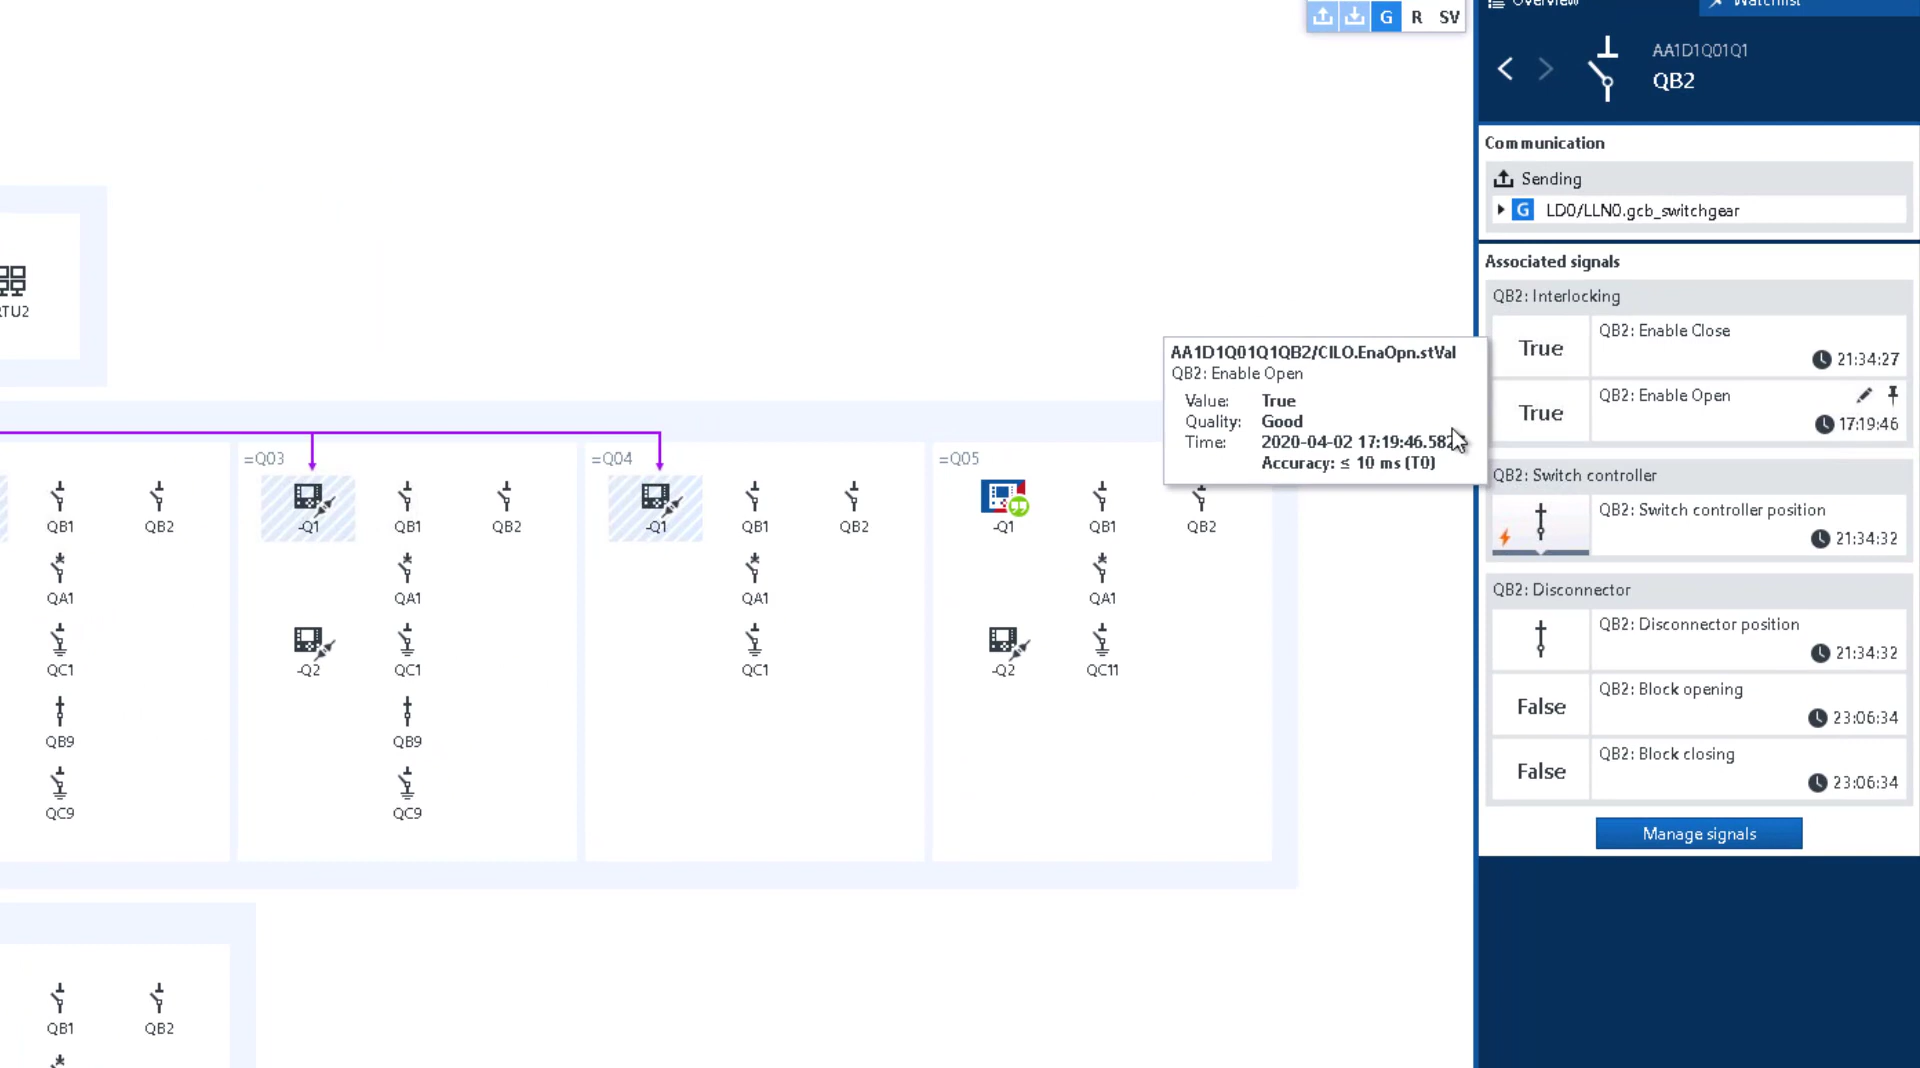 G R SV
Overview
Watchlist
AA1D1Q01Q1
QB2
Communication
Sending
G LD0/LLN0.gcb_switchgear
Associated signals
QB2: Interlocking
True
QB2: Enable Close
21:34:27
True
QB2: Enable Open
17:19:46
QB2: Switch controller
QB2: Switch controller position
21:34:32
QB2: Disconnector
QB2: Disconnector position
21:34:32
False
QB2: Block opening
23:06:34
False
QB2: Block closing
23:06:34
Manage signals
AA1D1Q01Q1QB2/CILO.EnaOpn.stVal
QB2: Enable Open
Value: True
Quality: Good
Time: 2020-04-02 17:19:46.582
Accuracy: ≤ 10 ms (T0)
RTU2
QB1 QB2
QA1
QC1
QB9
QC9
=Q03
-Q1 QB1 QB2
QA1
-Q2 QC1
QB9
QC9
=Q04
-Q1 QB1 QB2
QA1
QC1
=Q05
-Q1 QB1 QB2
QA1
-Q2 QC11
QB1 QB2